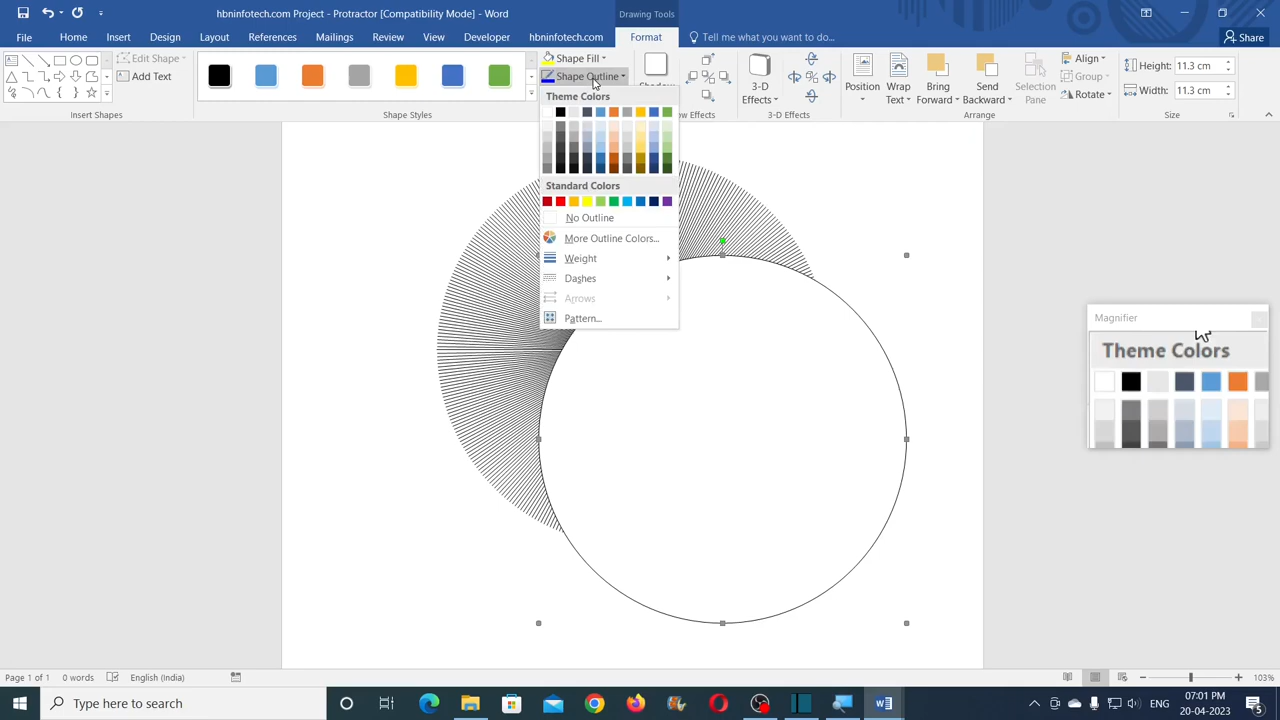 hbninfotech.com Project - Protractor [Compatibility Mode] - Word
Drawing Tools
File Home Insert Draw Design Layout References Mailings Review View Developer hbninfotech Format Tell me what you want to do... Share
Edit Shape
Add Text
Insert Shapes
Shape Styles
Shape Fill
Shape Outline
3-D
Effects
3-D Effects
Position
Wrap
Text
Bring
Forward
Send
Backward
Selection
Pane
Align
Group
Rotate
Arrange
Height: 11.3 cm
Width: 11.3 cm
Size
Theme Colors
Standard Colors
No Outline
More Outline Colors...
Weight
Dashes
Arrows
Pattern...
Magnifier
Theme Colors
Page 1 of 1 0 words English (India) 103%
Type here to search
W
ENG
07:01 PM
20-04-2023
5